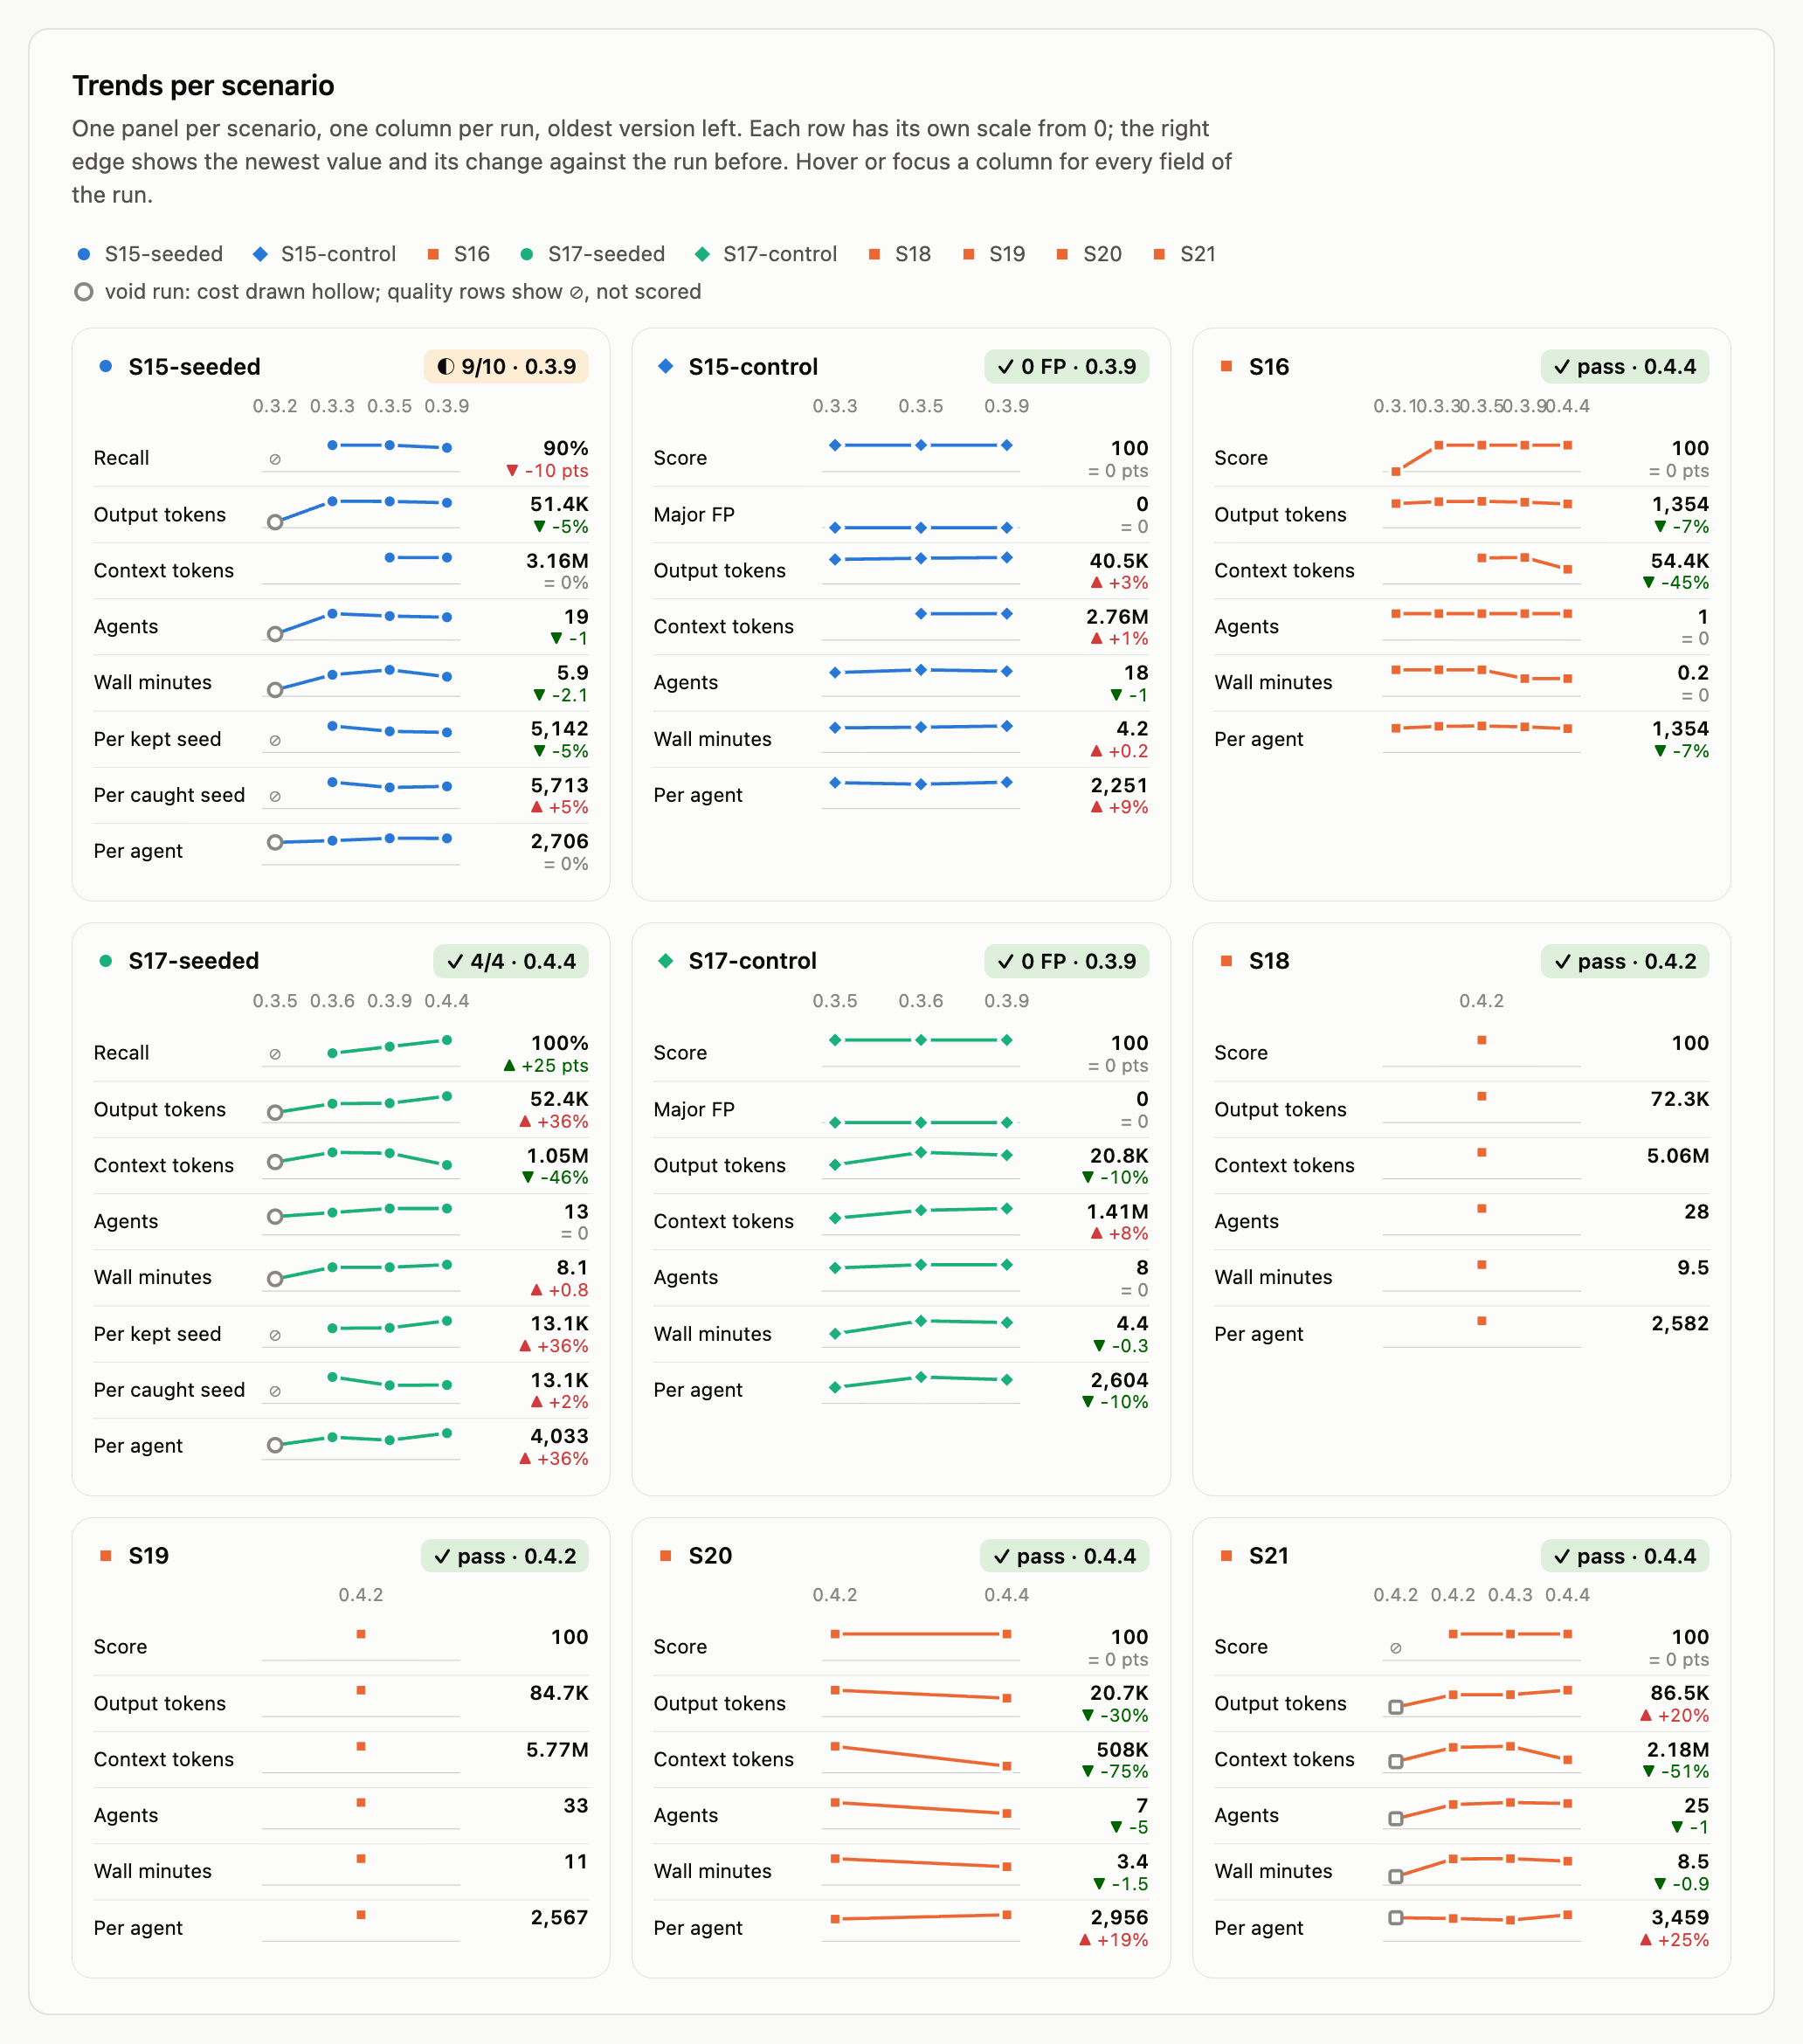 Trends per scenario
One panel per scenario, one column per run, oldest version left. Each row has its own scale from 0; the right
edge shows the newest value and its change against the run before. Hover or focus a column for every field of
the run.
S15-seeded S15-control S16 S17-seeded S17-control S18 S19 S20 S21
void run: cost drawn hollow; quality rows show ⊘, not scored
S15-seeded ◐ 9/10 · 0.3.9
0.3.2 0.3.3 0.3.5 0.3.9
Recall ⊘ 90%
▼ -10 pts
Output tokens 51.4K
▼ -5%
Context tokens 3.16M
= 0%
Agents 19
▼ -1
Wall minutes 5.9
▼ -2.1
Per kept seed ⊘ 5,142
▼ -5%
Per caught seed ⊘ 5,713
▲ +5%
Per agent 2,706
= 0%
S15-control ✓ 0 FP · 0.3.9
0.3.3 0.3.5 0.3.9
Score 100
= 0 pts
Major FP 0
= 0
Output tokens 40.5K
▲ +3%
Context tokens 2.76M
▲ +1%
Agents 18
▼ -1
Wall minutes 4.2
▲ +0.2
Per agent 2,251
▲ +9%
S16 ✓ pass · 0.4.4
0.3.1 0.3.3 0.3.5 0.3.9 0.4.4
Score 100
= 0 pts
Output tokens 1,354
▼ -7%
Context tokens 54.4K
▼ -45%
Agents 1
= 0
Wall minutes 0.2
= 0
Per agent 1,354
▼ -7%
S17-seeded ✓ 4/4 · 0.4.4
0.3.5 0.3.6 0.3.9 0.4.4
Recall ⊘ 100%
▲ +25 pts
Output tokens 52.4K
▲ +36%
Context tokens 1.05M
▼ -46%
Agents 13
= 0
Wall minutes 8.1
▲ +0.8
Per kept seed ⊘ 13.1K
▲ +36%
Per caught seed ⊘ 13.1K
▲ +2%
Per agent 4,033
▲ +36%
S17-control ✓ 0 FP · 0.3.9
0.3.5 0.3.6 0.3.9
Score 100
= 0 pts
Major FP 0
= 0
Output tokens 20.8K
▼ -10%
Context tokens 1.41M
▲ +8%
Agents 8
= 0
Wall minutes 4.4
▼ -0.3
Per agent 2,604
▼ -10%
S18 ✓ pass · 0.4.2
0.4.2
Score 100
Output tokens 72.3K
Context tokens 5.06M
Agents 28
Wall minutes 9.5
Per agent 2,582
S19 ✓ pass · 0.4.2
0.4.2
Score 100
Output tokens 84.7K
Context tokens 5.77M
Agents 33
Wall minutes 11
Per agent 2,567
S20 ✓ pass · 0.4.4
0.4.2 0.4.4
Score 100
= 0 pts
Output tokens 20.7K
▼ -30%
Context tokens 508K
▼ -75%
Agents 7
▼ -5
Wall minutes 3.4
▼ -1.5
Per agent 2,956
▲ +19%
S21 ✓ pass · 0.4.4
0.4.2 0.4.2 0.4.3 0.4.4
Score ⊘ 100
= 0 pts
Output tokens 86.5K
▲ +20%
Context tokens 2.18M
▼ -51%
Agents 25
▼ -1
Wall minutes 8.5
▼ -0.9
Per agent 3,459
▲ +25%